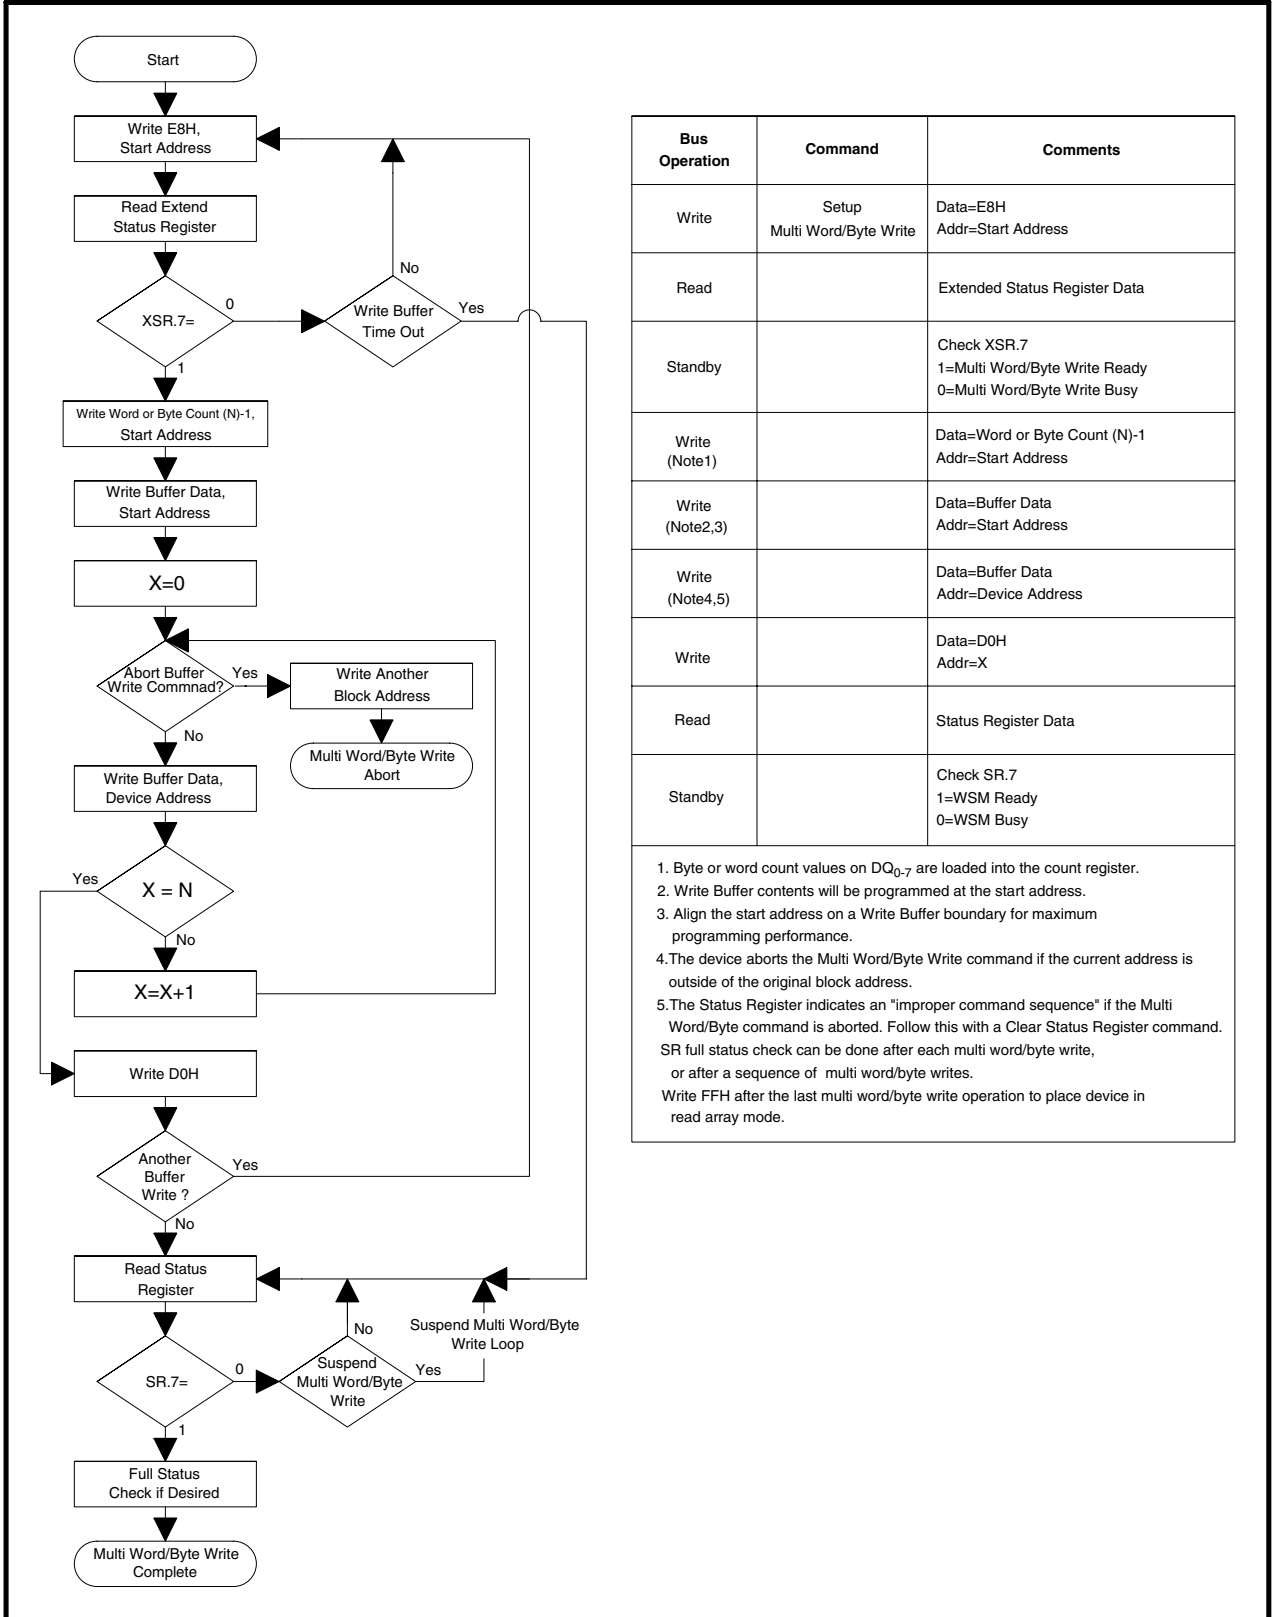 Start
Write E8H,
Start Address
Read Extend
Status Register
XSR.7=
0
1
Write Buffer
Time Out
No
Yes
Write Word or Byte Count (N)-1,
Start Address
Write Buffer Data,
Start Address
X=0
Abort Buffer
Write Commnad?
Yes
No
Write Another
Block Address
Multi Word/Byte Write
Abort
Write Buffer Data,
Device Address
X = N
Yes
No
X=X+1
Write D0H
Another
Buffer
Write ?
Yes
No
Read Status
Register
SR.7=
0
1
Suspend
Multi Word/Byte
Write
No
Yes
Suspend Multi Word/Byte
Write Loop
Full Status
Check if Desired
Multi Word/Byte Write
Complete
Bus
Operation
Command
Comments
Write
Setup
Multi Word/Byte Write
Data=E8H
Addr=Start Address
Read
Extended Status Register Data
Standby
Check XSR.7
1=Multi Word/Byte Write Ready
0=Multi Word/Byte Write Busy
Write
(Note1)
Data=Word or Byte Count (N)-1
Addr=Start Address
Write
(Note2,3)
Data=Buffer Data
Addr=Start Address
Write
(Note4,5)
Data=Buffer Data
Addr=Device Address
Write
Data=D0H
Addr=X
Read
Status Register Data
Standby
Check SR.7
1=WSM Ready
0=WSM Busy
1. Byte or word count values on DQ0-7 are loaded into the count register.
2. Write Buffer contents will be programmed at the start address.
3. Align the start address on a Write Buffer boundary for maximum
programming performance.
4.The device aborts the Multi Word/Byte Write command if the current address is
outside of the original block address.
5.The Status Register indicates an "improper command sequence" if the Multi
Word/Byte command is aborted. Follow this with a Clear Status Register command.
SR full status check can be done after each multi word/byte write,
or after a sequence of multi word/byte writes.
Write FFH after the last multi word/byte write operation to place device in
read array mode.